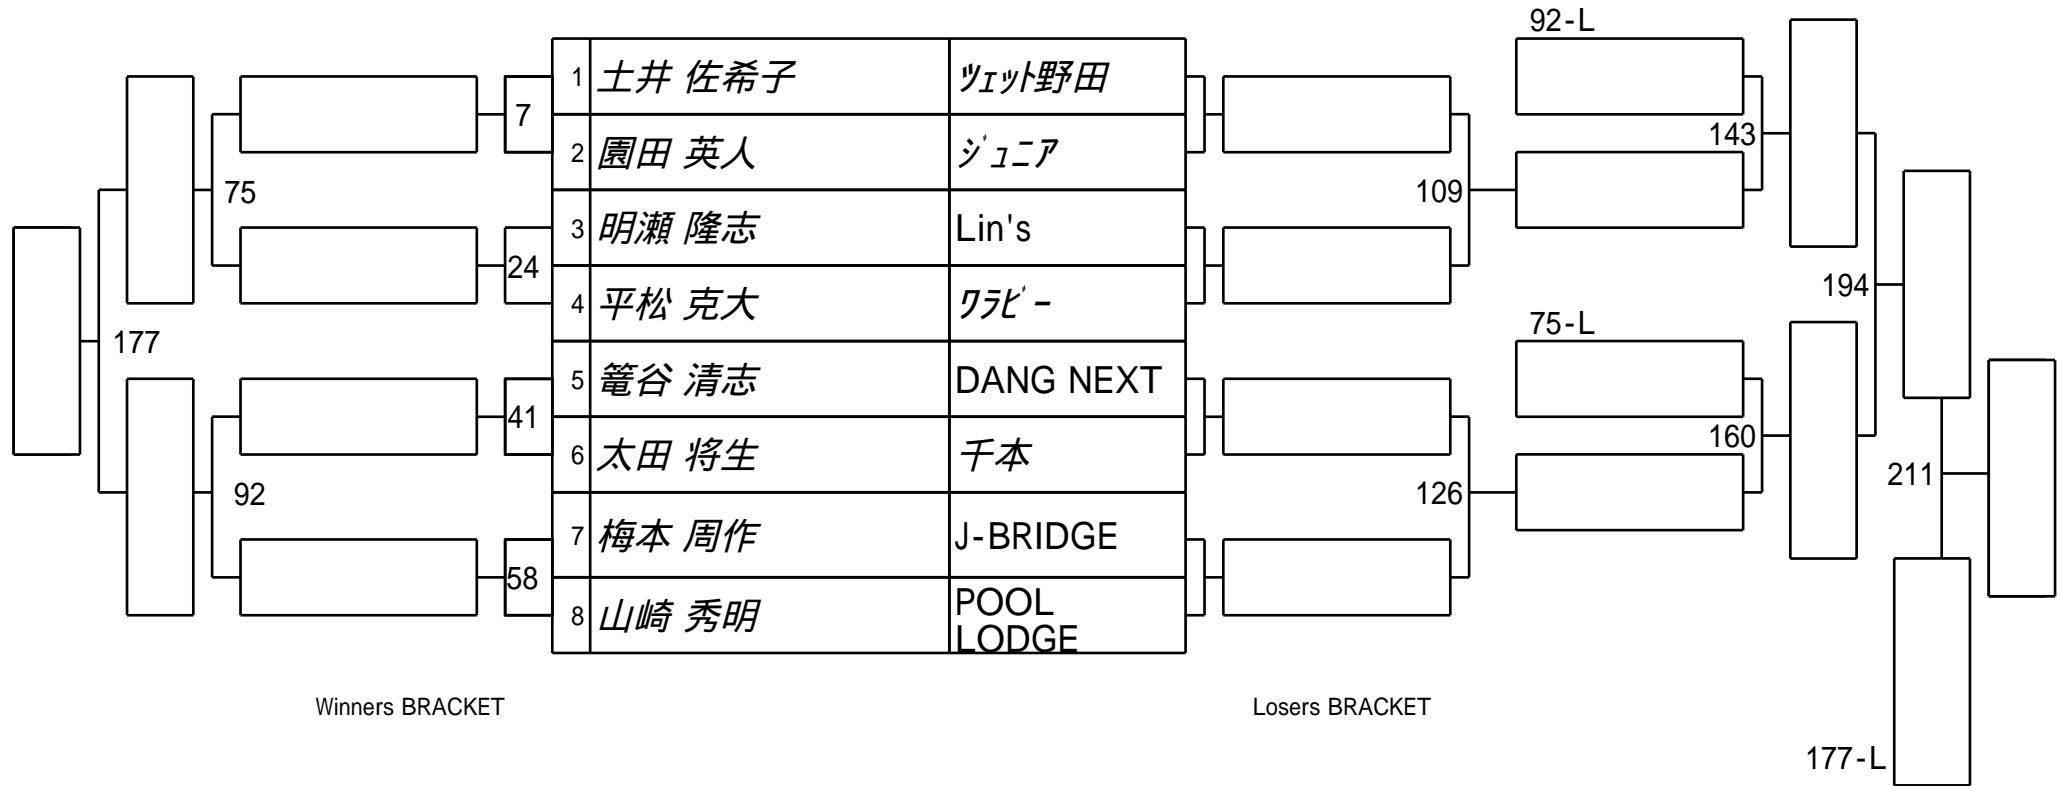 92-L
1 土井 佐希子 ツェット野田
7
2 園田 英人 ジュニア
143
75
109
3 明瀬 隆志 Lin's
24
4 平松 克大 ワラビー
194
177
75-L
5 篭谷 清志 DANG NEXT
41
6 太田 将生 千本
160
92
126
211
7 梅本 周作 J-BRIDGE
58
8 山崎 秀明 POOL
LODGE
Winners BRACKET
Losers BRACKET
177-L